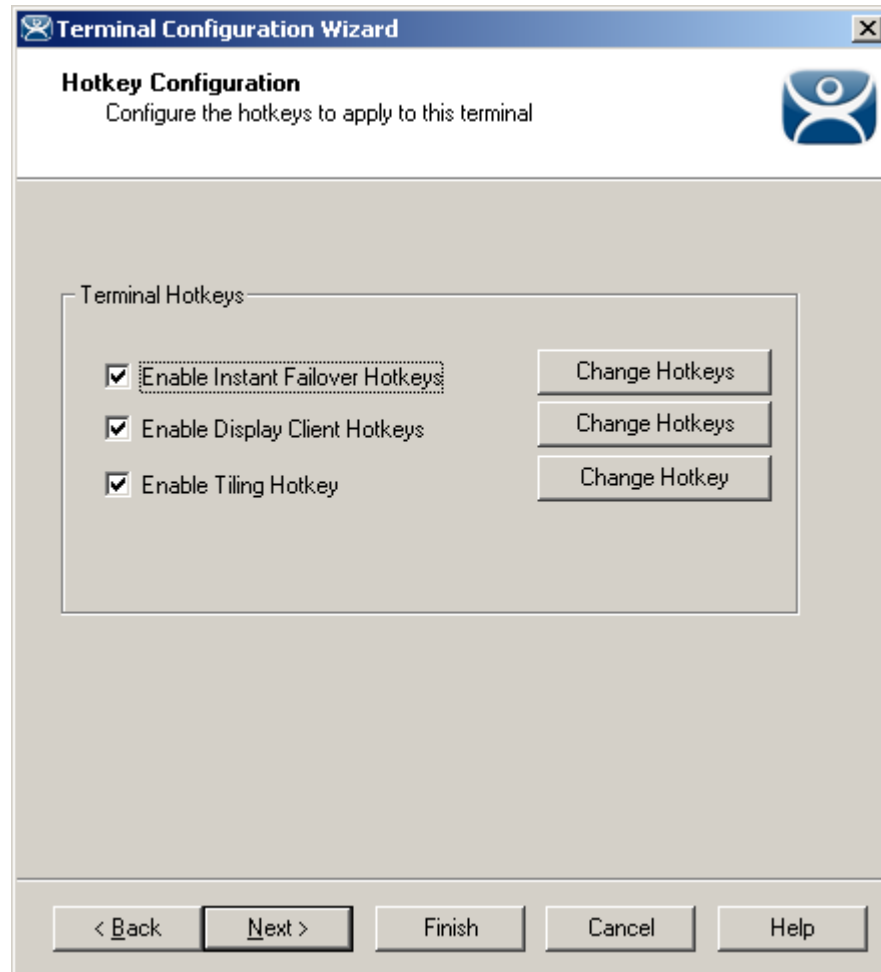 Terminal Configuration Wizard
Hotkey Configuration
Configure the hotkeys to apply to this terminal
Terminal Hotkeys
Enable Instant Failover Hotkeys Change Hotkeys
Enable Display Client Hotkeys Change Hotkeys
Enable Tiling Hotkey Change Hotkey
< Back Next > Finish Cancel Help